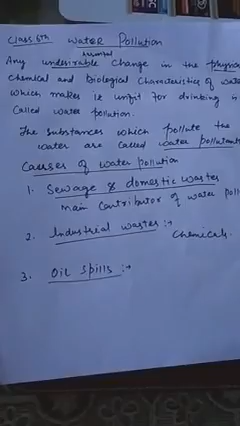 Class 6th Water Pollution
Any undesirable change in the physical
chemical and biological characteristics of water
which makes it unfit for drinking is
called water pollution.
The substances which pollute the
water are called water pollutants
Causes of water pollution
1. Sewage & domestic wastes
main contributor of water poll
2. Industrial wastes :→
chemicals.
3. Oil spills :→